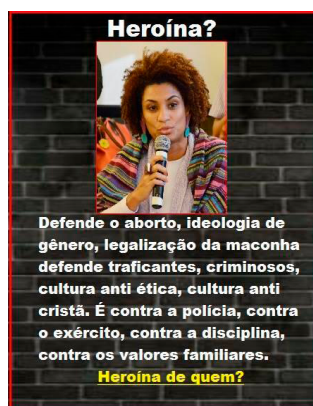 Heroína?
Defende o aborto, ideologia de
gênero, legalização da maconha
defende traficantes, criminosos,
cultura anti ética, cultura anti
cristã. É contra a polícia, contra
o exército, contra a disciplina,
contra os valores familiares.
Heroína de quem?